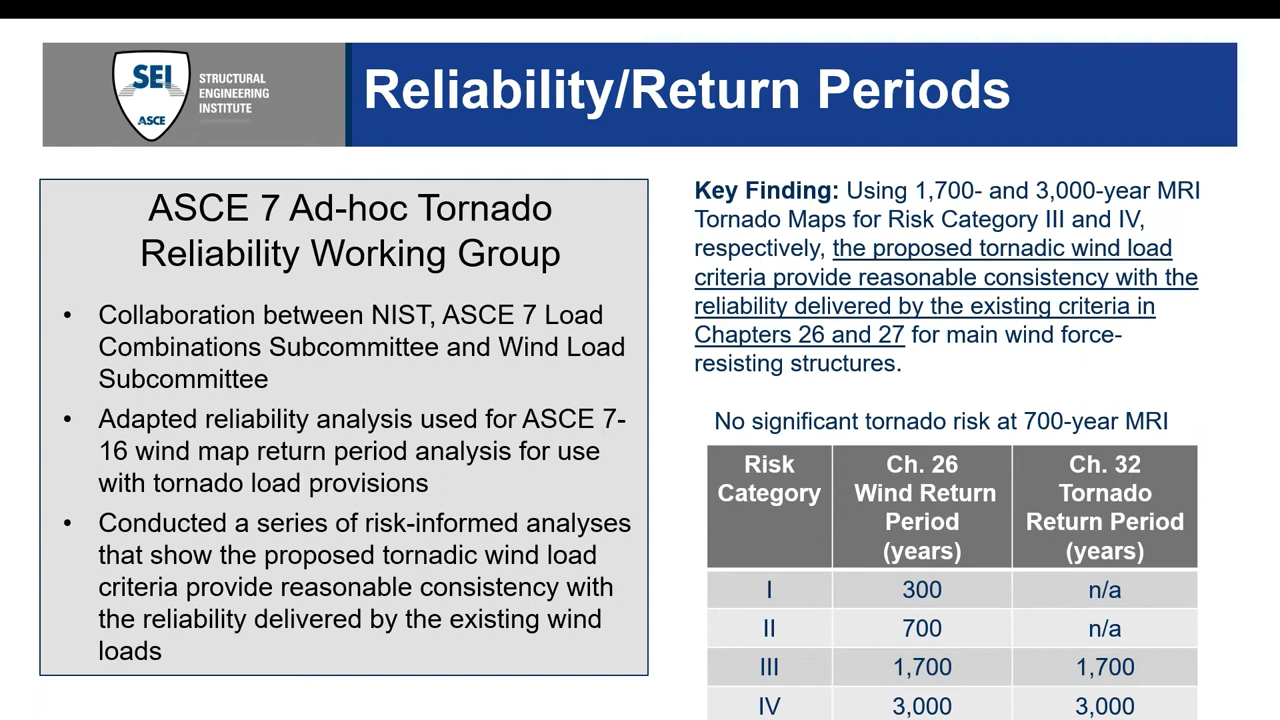 SEI
ASCE
STRUCTURAL
ENGINEERING
INSTITUTE
Reliability/Return Periods
ASCE 7 Ad-hoc Tornado
Reliability Working Group
• Collaboration between NIST, ASCE 7 Load
Combinations Subcommittee and Wind Load
Subcommittee
• Adapted reliability analysis used for ASCE 7-
16 wind map return period analysis for use
with tornado load provisions
• Conducted a series of risk-informed analyses
that show the proposed tornadic wind load
criteria provide reasonable consistency with
the reliability delivered by the existing wind
loads
Key Finding: Using 1,700- and 3,000-year MRI
Tornado Maps for Risk Category III and IV,
respectively, the proposed tornadic wind load
criteria provide reasonable consistency with the
reliability delivered by the existing criteria in
Chapters 26 and 27 for main wind force-
resisting structures.
No significant tornado risk at 700-year MRI
Risk Category | Ch. 26 Wind Return Period (years) | Ch. 32 Tornado Return Period (years)
I | 300 | n/a
II | 700 | n/a
III | 1,700 | 1,700
IV | 3,000 | 3,000